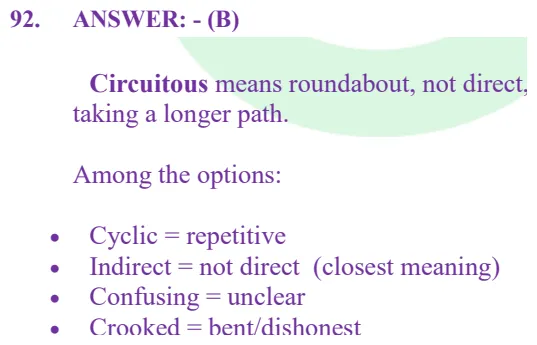 92. ANSWER: - (B)
Circuitous means roundabout, not direct,
taking a longer path.
Among the options:
• Cyclic = repetitive
• Indirect = not direct (closest meaning)
• Confusing = unclear
• Crooked = bent/dishonest